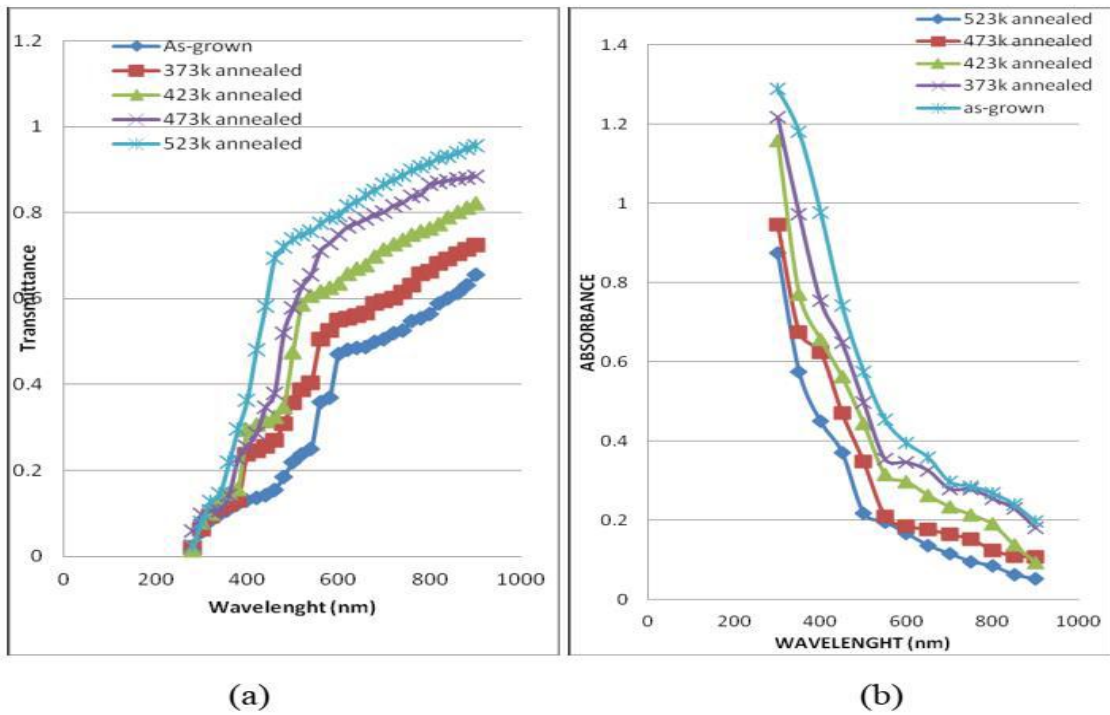 1.2
1
0.8
0.6
0.4
0.2
0
Transmittance
As-grown
373k annealed
423k annealed
473k annealed
523k annealed
0 200 400 600 800 1000
Wavelenght (nm)
(a)
523k annealed
473k annealed
423k annealed
373k annealed
as-grown
1.4
1.2
1
0.8
0.6
0.4
0.2
0
ABSORBANCE
0 200 400 600 800 1000
WAVELENGHT (nm)
(b)